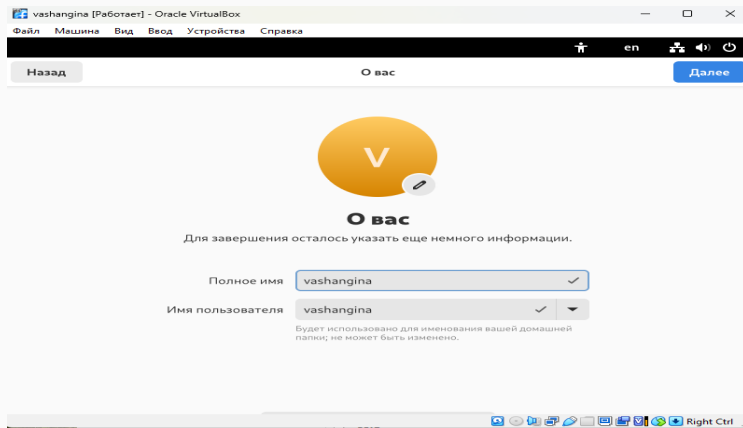 vashangina [Работает] - Oracle VirtualBox
Файл Машина Вид Ввод Устройства Справка
en
Назад О вас Далее
V
О вас
Для завершения осталось указать еще немного информации.
Полное имя vashangina
Имя пользователя vashangina
Будет использовано для именования вашей домашней
папки; не может быть изменено.
Right Ctrl